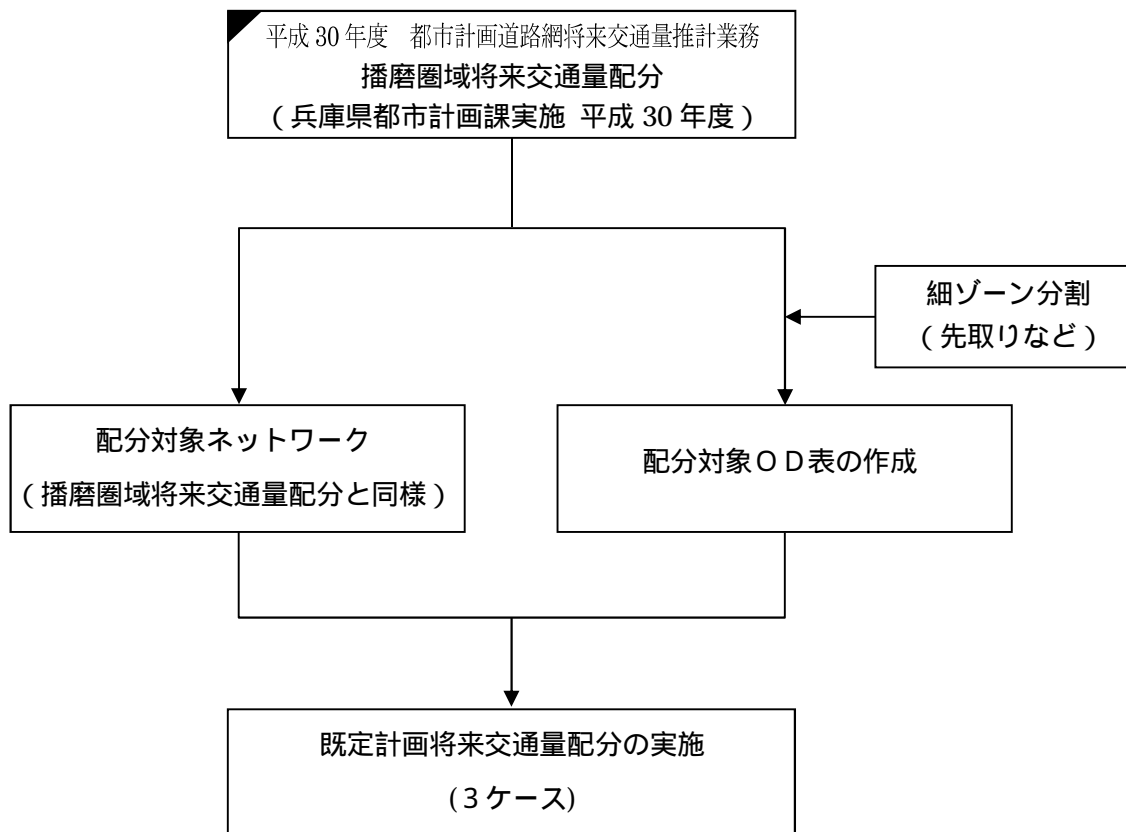 平成 30 年度　都市計画道路網将来交通量推計業務
播磨圏域将来交通量配分
（兵庫県都市計画課実施 平成 30 年度）
細ゾーン分割
（先取りなど）
配分対象ネットワーク
（播磨圏域将来交通量配分と同様）
配分対象ＯＤ表の作成
既定計画将来交通量配分の実施
(３ケース)